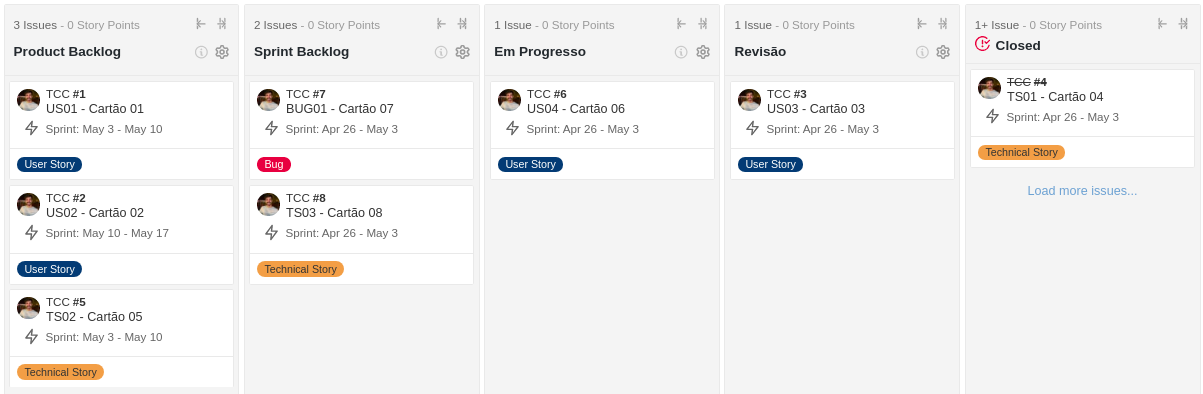 3 Issues - 0 Story Points
Product Backlog
TCC #1
US01 - Cartão 01
Sprint: May 3 - May 10
User Story
TCC #2
US02 - Cartão 02
Sprint: May 10 - May 17
User Story
TCC #5
TS02 - Cartão 05
Sprint: May 3 - May 10
Technical Story
2 Issues - 0 Story Points
Sprint Backlog
TCC #7
BUG01 - Cartão 07
Sprint: Apr 26 - May 3
Bug
TCC #8
TS03 - Cartão 08
Sprint: Apr 26 - May 3
Technical Story
1 Issue - 0 Story Points
Em Progresso
TCC #6
US04 - Cartão 06
Sprint: Apr 26 - May 3
User Story
1 Issue - 0 Story Points
Revisão
TCC #3
US03 - Cartão 03
Sprint: Apr 26 - May 3
User Story
1+ Issue - 0 Story Points
Closed
TCC #4
TS01 - Cartão 04
Sprint: Apr 26 - May 3
Technical Story
Load more issues...